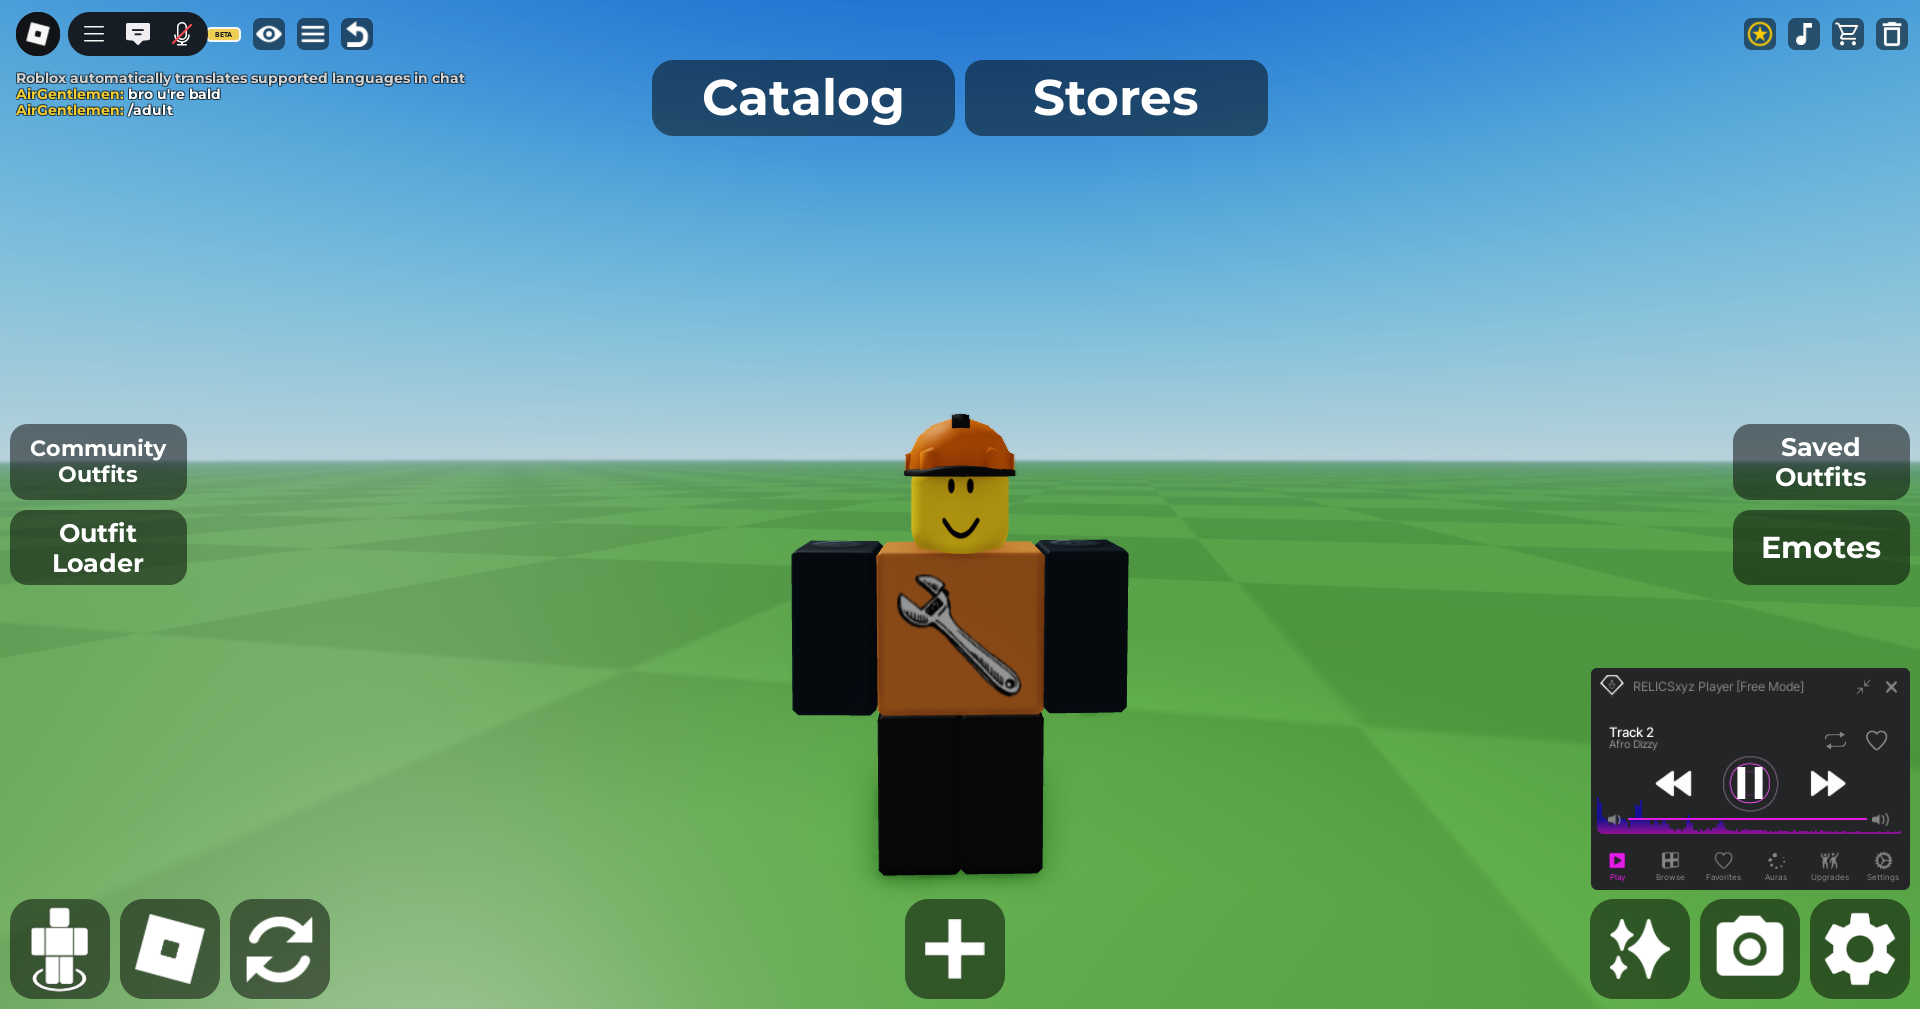 BETA
Roblox automatically translates supported languages in chat
AirGentlemen: bro u're bald
AirGentlemen: /adult
Catalog
Stores
Community
Outfits
Outfit
Loader
Saved
Outfits
Emotes
RELICSxyz Player [Free Mode]
Track 2
Afro Dizzy
Play
Browse
Favorites
Auras
Upgrades
Settings